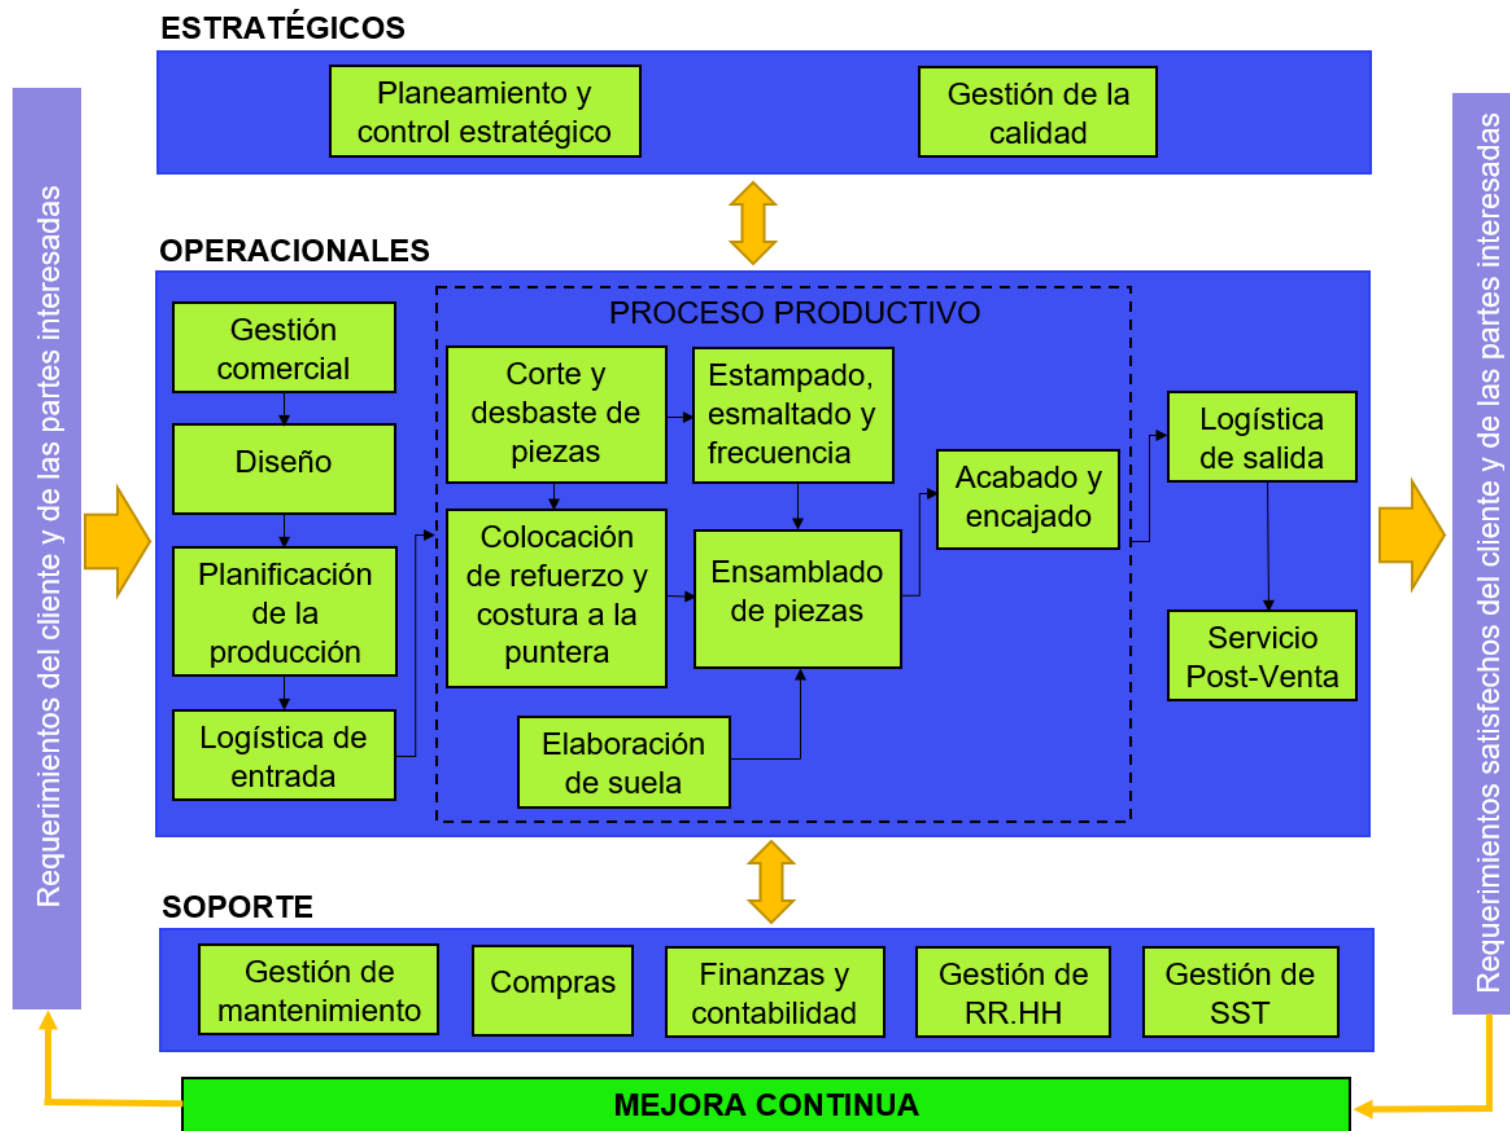 ESTRATÉGICOS
Planeamiento y
control estratégico
Gestión de la
calidad
Requerimientos del cliente y de las partes interesadas
OPERACIONALES
Gestión
comercial
Diseño
Planificación
de la
producción
Logística de
entrada
PROCESO PRODUCTIVO
Corte y
desbaste de
piezas
Estampado,
esmaltado y
frecuencia
Colocación
de refuerzo y
costura a la
puntera
Ensamblado
de piezas
Elaboración
de suela
Acabado y
encajado
Logística
de salida
Servicio
Post-Venta
Requerimientos satisfechos del cliente y de las partes interesadas
SOPORTE
Gestión de
mantenimiento
Compras
Finanzas y
contabilidad
Gestión de
RR.HH
Gestión de
SST
MEJORA CONTINUA